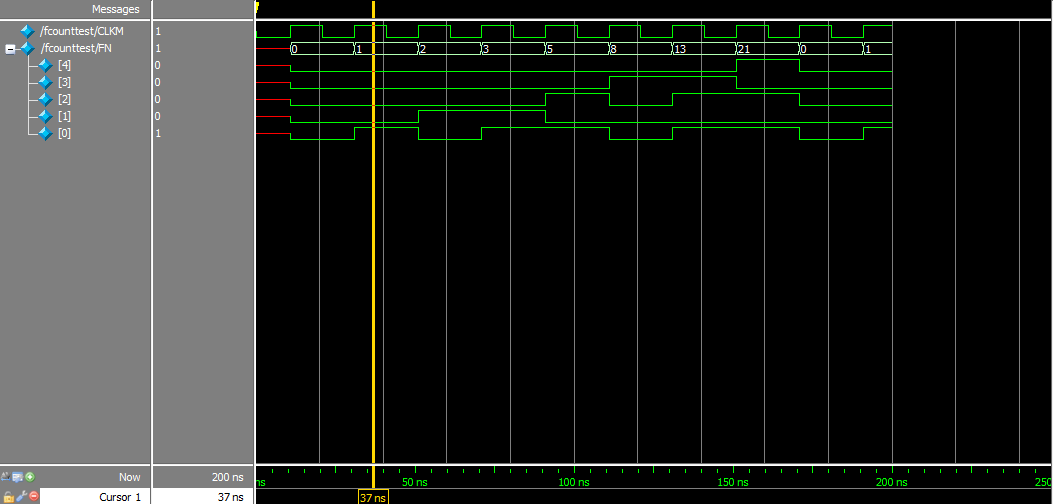 Messages
/fcounttest/CLKM 1
/fcounttest/FN 1 0 1 2 3 5 8 13 21 0 1
[4] 0
[3] 0
[2] 0
[1] 0
[0] 1
Now 200 ns ns 50 ns 100 ns 150 ns 200 ns 250
Cursor 1 37 ns 37 ns